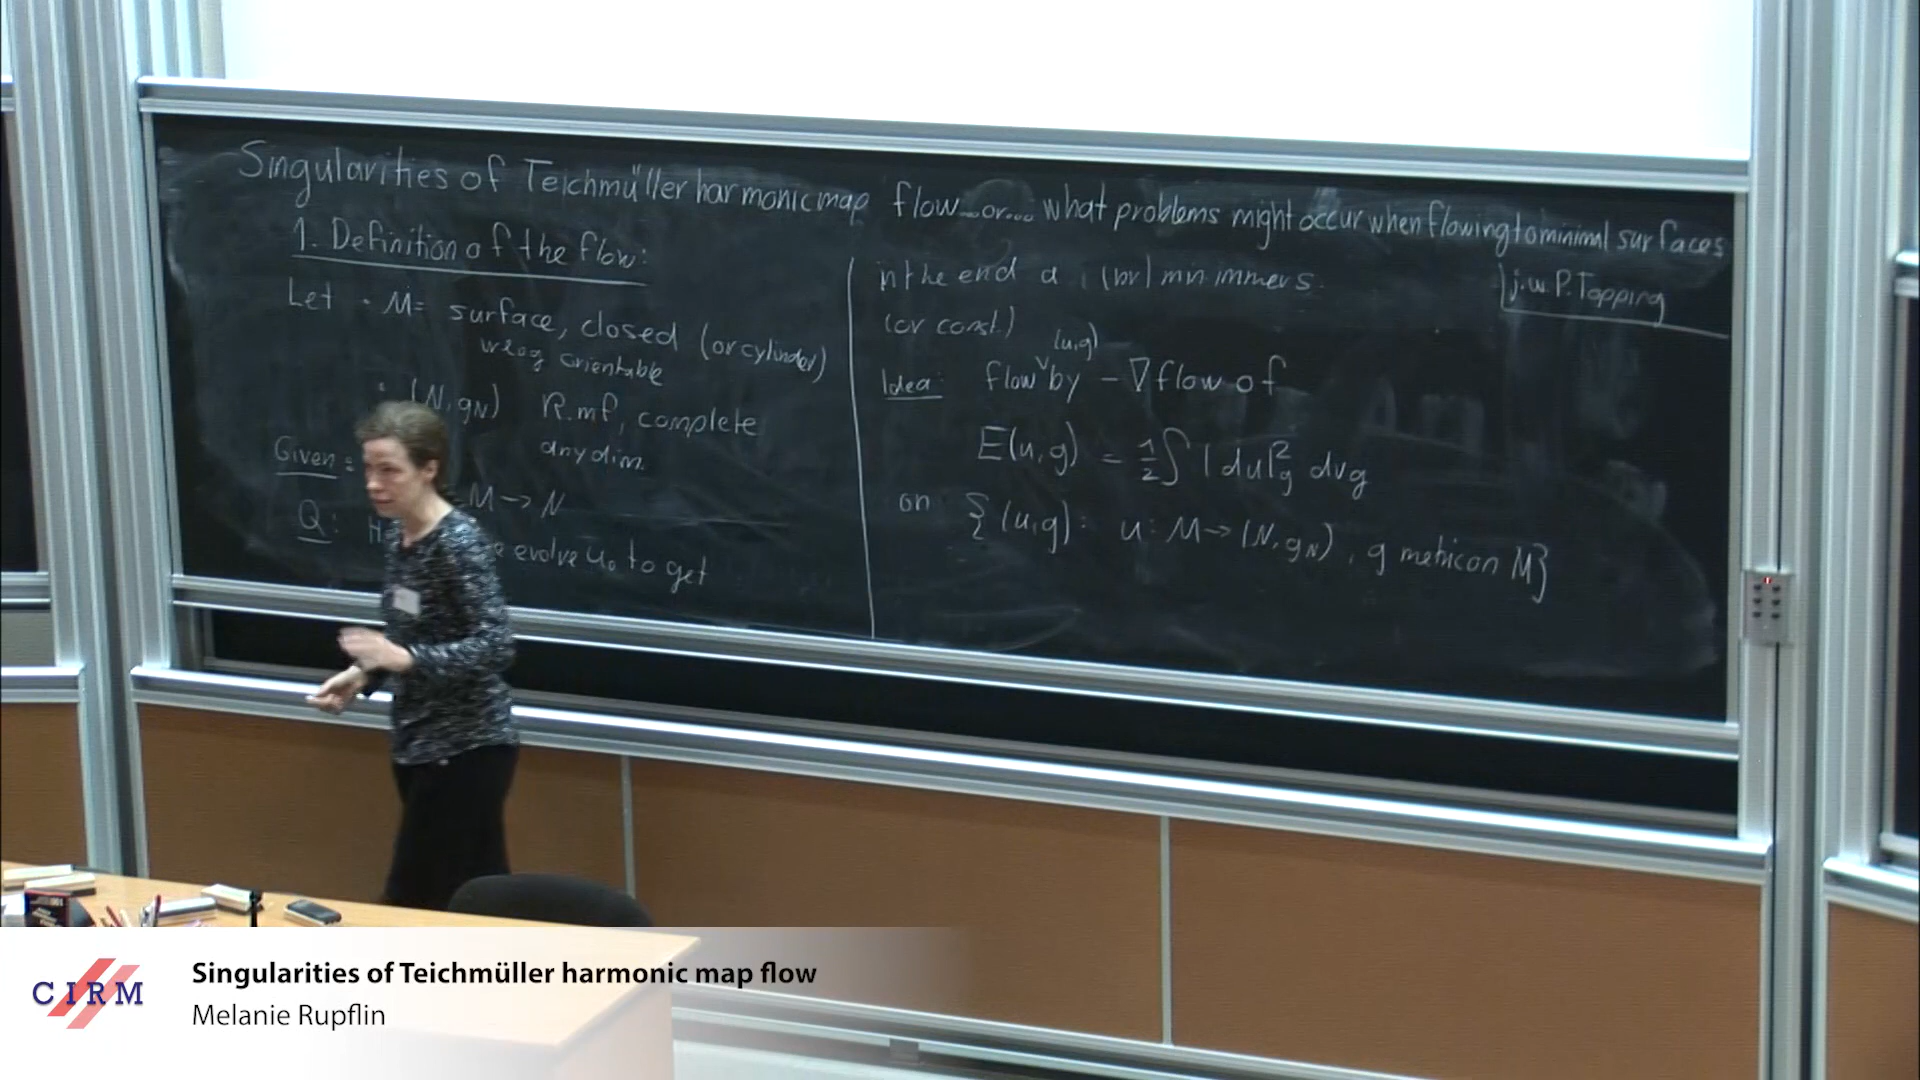 Singularities of Teichmüller harmonic map flow...or... what problems might occur when flowing to minimal surfaces
1. Definition of the flow:
Let · M = surface, closed (or cylinder)
wlog orientable
· (N, gN) R.mf, complete
any dim.
Given:
M → N
Q:
evolve u₀ to get
in the end a (br) min immers.
(or const.)
j.w. P. Topping
(u,g)
Idea: flow by - ∇ flow of
E(u,g) = ½ ∫ |du|²g dvg
on {(u,g): u: M → (N, gN), g metric on M}
CIRM
Singularities of Teichmüller harmonic map flow
Melanie Rupflin